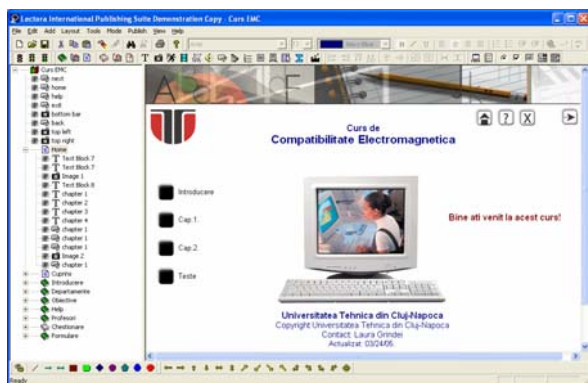 Lectora International Publishing Suite Demonstration Copy - Curs EMC
File Edit Add Layout Tools Mode Publish View Help
Curs EMC
next
home
help
exit
bottom bar
back
top left
top right
Home
Text Block 7
Text Block 7
Image 1
Text Block 8
chapter 1
chapter 2
chapter 3
chapter 4
chapter 1
chapter 1
chapter 1
Image 2
chapter 1
Cuprins
Introducere
Departamente
Obiective
Help
Profesori
Chestionare
Formulare
Curs de
Compatibilitate Electromagnetica
Introducere
Cap.1.
Cap.2.
Teste
Bine ati venit la acest curs!
Universitatea Tehnica din Cluj-Napoca
Copyright Universitatea Tehnica din Cluj-Napoca
Contact: Laura Grindei
Actualizat: 03/24/05.
Ready